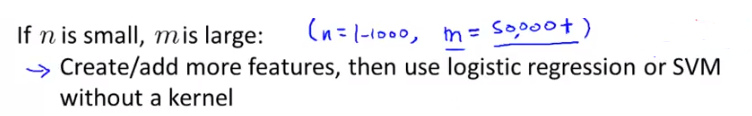 If n is small, m is large: (n = 1-1000, m = 50,000+)
→ Create/add more features, then use logistic regression or SVM
without a kernel